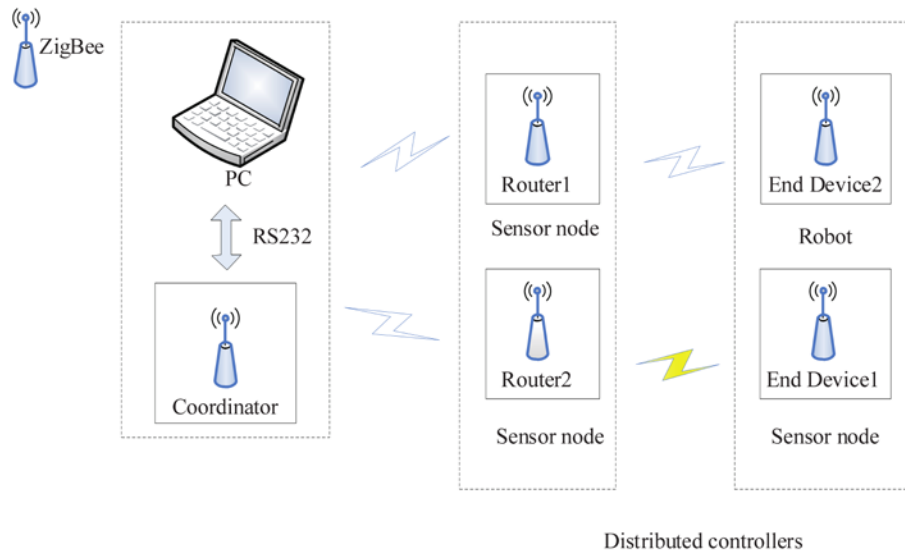 ZigBee
PC
RS232
Coordinator
Router1
Sensor node
Router2
Sensor node
End Device2
Robot
End Device1
Sensor node
Distributed controllers